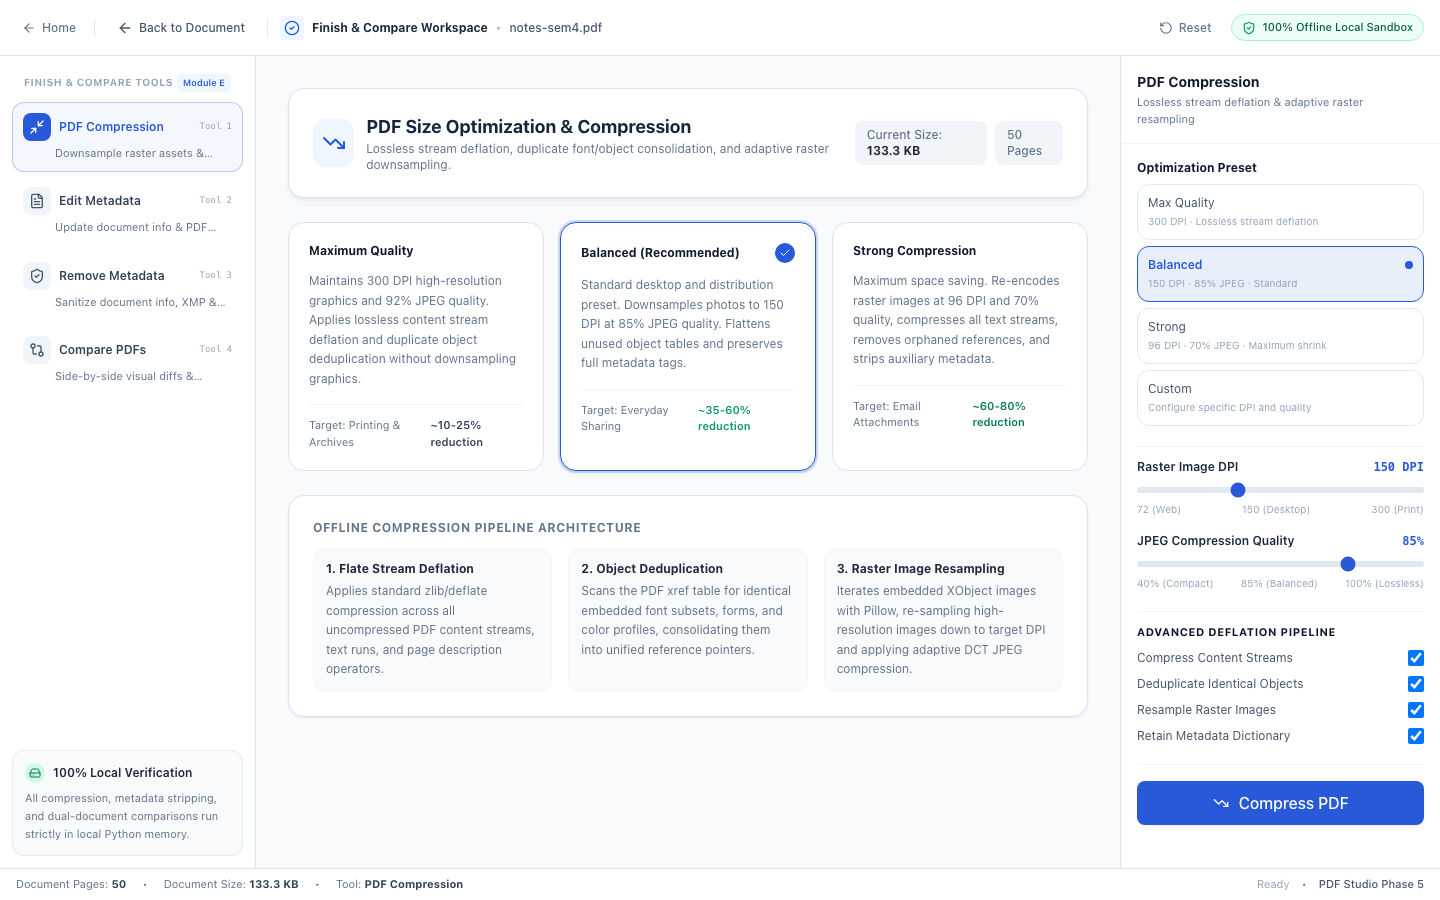 Home
Back to Document
Finish & Compare Workspace • notes-sem4.pdf
Reset
100% Offline Local Sandbox
FINISH & COMPARE TOOLS
Module E
PDF Compression
Tool 1
Downsample raster assets &...
Edit Metadata
Tool 2
Update document info & PDF...
Remove Metadata
Tool 3
Sanitize document info, XMP &...
Compare PDFs
Tool 4
Side-by-side visual diffs &...
100% Local Verification
All compression, metadata stripping,
and dual-document comparisons run
strictly in local Python memory.
PDF Size Optimization & Compression
Lossless stream deflation, duplicate font/object consolidation, and adaptive raster
downsampling.
Current Size:
133.3 KB
50
Pages
Maximum Quality
Maintains 300 DPI high-resolution
graphics and 92% JPEG quality.
Applies lossless content stream
deflation and duplicate object
deduplication without downsampling
graphics.
Target: Printing &
Archives
~10-25%
reduction
Balanced (Recommended)
Standard desktop and distribution
preset. Downsamples photos to 150
DPI at 85% JPEG quality. Flattens
unused object tables and preserves
full metadata tags.
Target: Everyday
Sharing
~35-60%
reduction
Strong Compression
Maximum space saving. Re-encodes
raster images at 96 DPI and 70%
quality, compresses all text streams,
removes orphaned references, and
strips auxiliary metadata.
Target: Email
Attachments
~60-80%
reduction
OFFLINE COMPRESSION PIPELINE ARCHITECTURE
1. Flate Stream Deflation
Applies standard zlib/deflate
compression across all
uncompressed PDF content streams,
text runs, and page description
operators.
2. Object Deduplication
Scans the PDF xref table for identical
embedded font subsets, forms, and
color profiles, consolidating them
into unified reference pointers.
3. Raster Image Resampling
Iterates embedded XObject images
with Pillow, re-sampling high-
resolution images down to target DPI
and applying adaptive DCT JPEG
compression.
PDF Compression
Lossless stream deflation & adaptive raster
resampling
Optimization Preset
Max Quality
300 DPI · Lossless stream deflation
Balanced
150 DPI · 85% JPEG · Standard
Strong
96 DPI · 70% JPEG · Maximum shrink
Custom
Configure specific DPI and quality
Raster Image DPI
150 DPI
72 (Web)
150 (Desktop)
300 (Print)
JPEG Compression Quality
85%
40% (Compact)
85% (Balanced)
100% (Lossless)
ADVANCED DEFLATION PIPELINE
Compress Content Streams
Deduplicate Identical Objects
Resample Raster Images
Retain Metadata Dictionary
Compress PDF
Document Pages: 50 • Document Size: 133.3 KB • Tool: PDF Compression
Ready • PDF Studio Phase 5